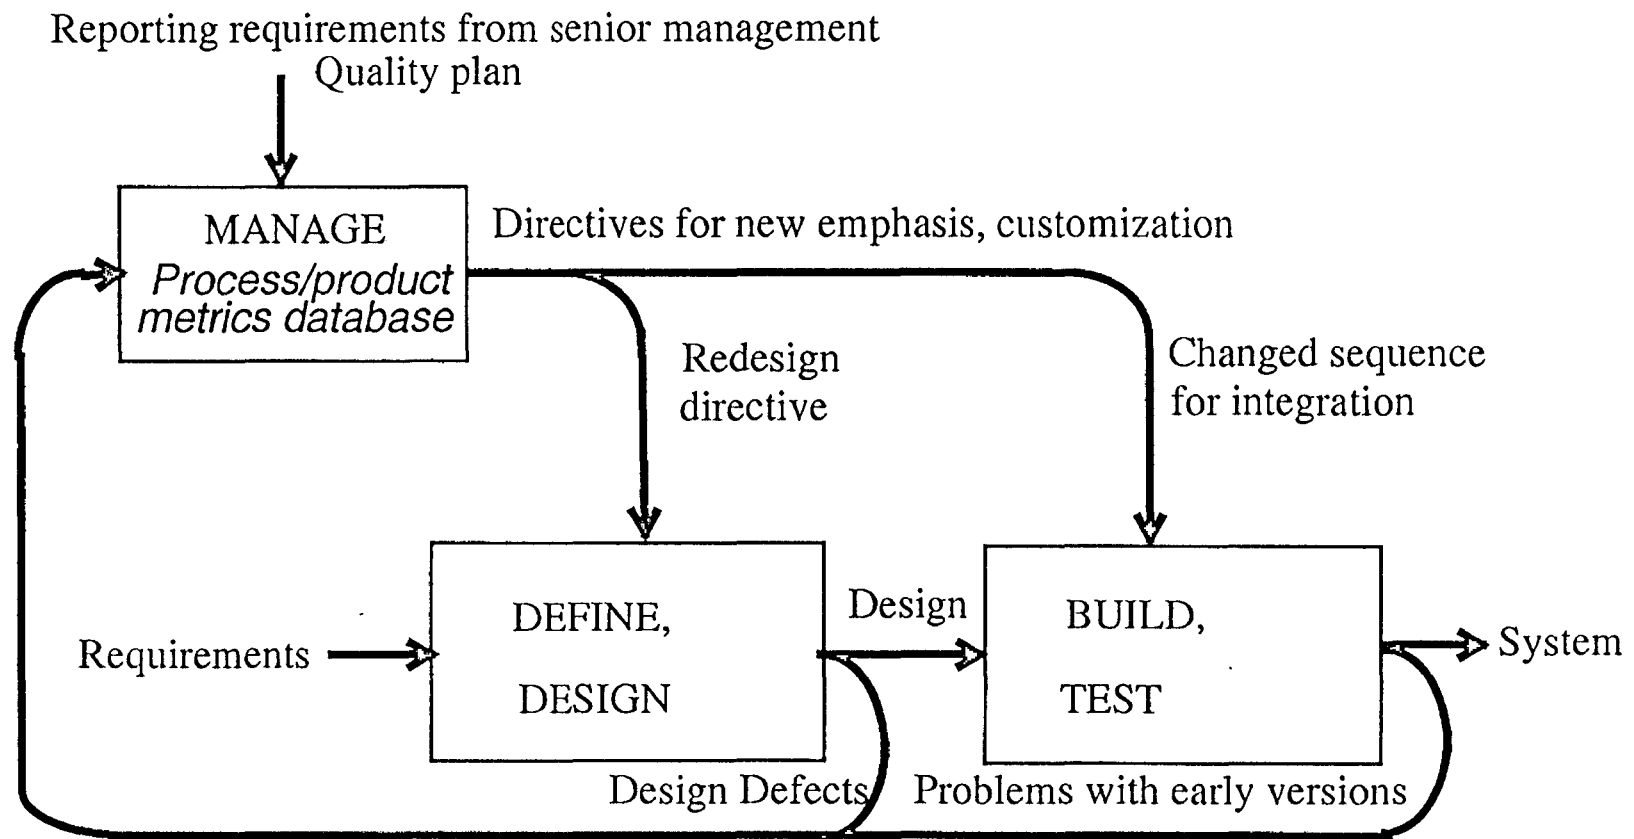 Reporting requirements from senior management
Quality plan
MANAGE
Process/product
metrics database
Directives for new emphasis, customization
Redesign
directive
Changed sequence
for integration
Requirements
DEFINE,
DESIGN
Design
BUILD,
TEST
System
Design Defects
Problems with early versions